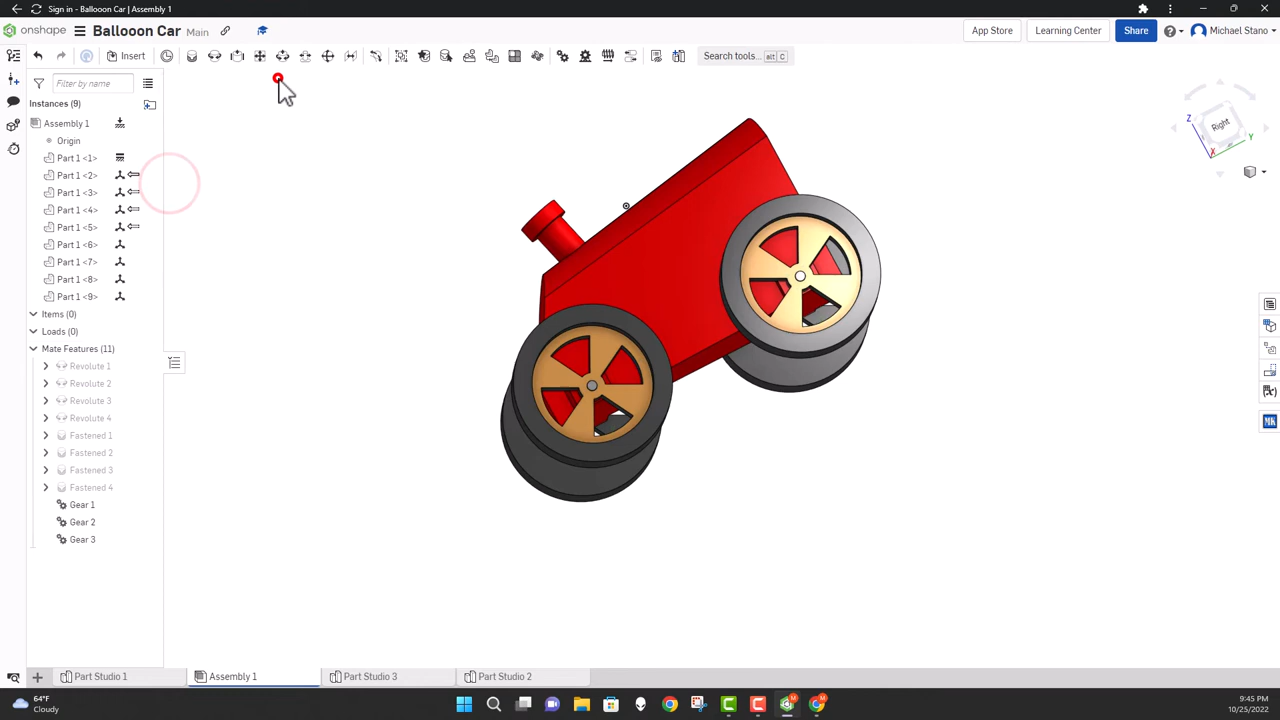 Sign in - Ballooon Car | Assembly 1
onshape
Ballooon Car Main
App Store
Learning Center
Share
Michael Stano
Insert
Search tools... alt C
Filter by name
Instances (9)
Assembly 1
Origin
Part 1 <1>
Part 1 <2>
Part 1 <3>
Part 1 <4>
Part 1 <5>
Part 1 <6>
Part 1 <7>
Part 1 <8>
Part 1 <9>
Items (0)
Loads (0)
Mate Features (11)
Revolute 1
Revolute 2
Revolute 3
Revolute 4
Fastened 1
Fastened 2
Fastened 3
Fastened 4
Gear 1
Gear 2
Gear 3
Z
Right
Y
X
MK
Part Studio 1
Assembly 1
Part Studio 3
Part Studio 2
64°F
Cloudy
9:45 PM
10/25/2022